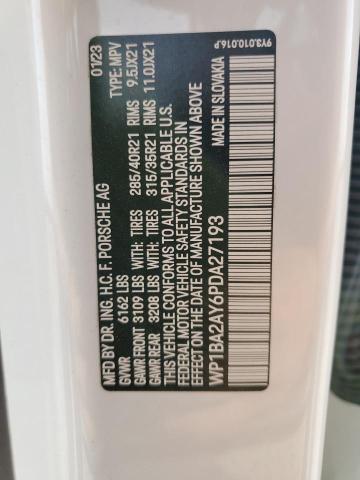 MFD BY DR. ING. H.C. F. PORSCHE AG 01/23
GVWR 6162 LBS TYPE: MPV
GAWR FRONT 3109 LBS WITH: TIRES 285/40R21 RIMS 9.5JX21
GAWR REAR 3208 LBS WITH: TIRES 315/35R21 RIMS 11.0JX21
THIS VEHICLE CONFORMS TO ALL APPLICABLE U.S.
FEDERAL MOTOR VEHICLE SAFETY STANDARDS IN
EFFECT ON THE DATE OF MANUFACTURE SHOWN ABOVE
WP1BA2AY6PDA27193 MADE IN SLOVAKIA
9Y3.010.016.P